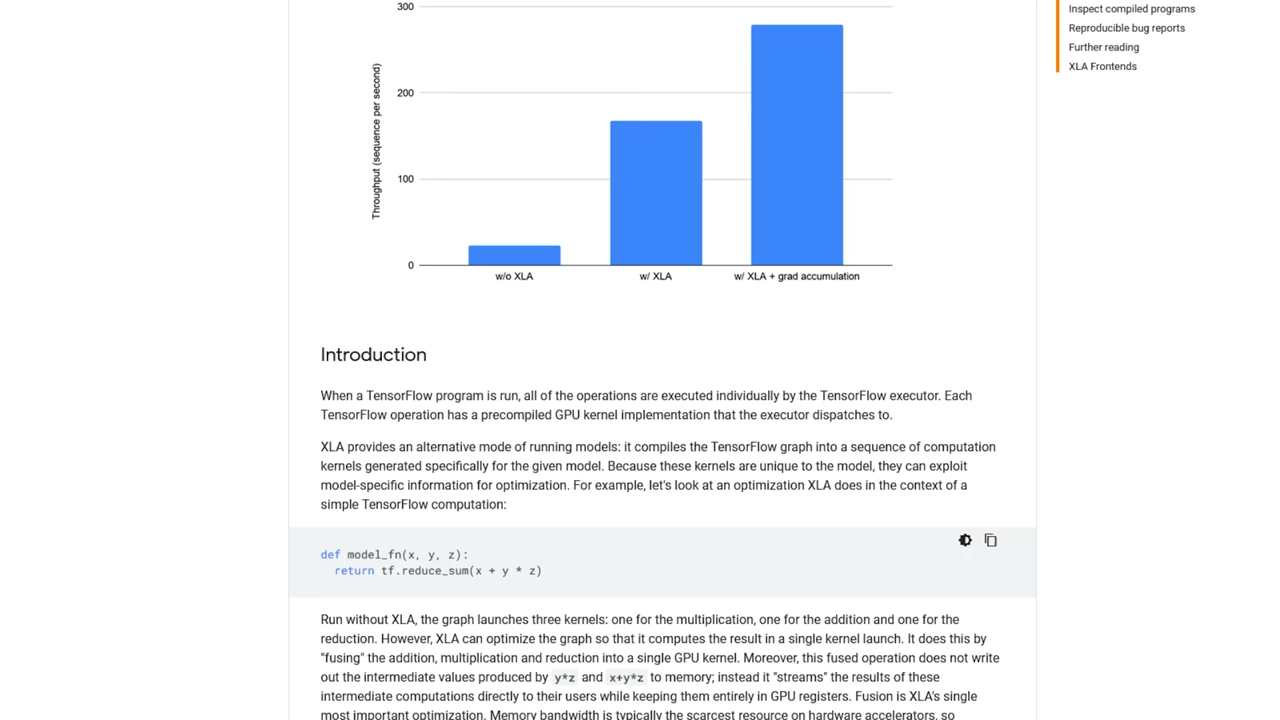 300
200
100
0
Throughput (sequence per second)
w/o XLA
w/ XLA
w/ XLA + grad accumulation
Inspect compiled programs
Reproducible bug reports
Further reading
XLA Frontends
Introduction
When a TensorFlow program is run, all of the operations are executed individually by the TensorFlow executor. Each
TensorFlow operation has a precompiled GPU kernel implementation that the executor dispatches to.
XLA provides an alternative mode of running models: it compiles the TensorFlow graph into a sequence of computation
kernels generated specifically for the given model. Because these kernels are unique to the model, they can exploit
model-specific information for optimization. For example, let's look at an optimization XLA does in the context of a
simple TensorFlow computation:
def model_fn(x, y, z):
  return tf.reduce_sum(x + y * z)
Run without XLA, the graph launches three kernels: one for the multiplication, one for the addition and one for the
reduction. However, XLA can optimize the graph so that it computes the result in a single kernel launch. It does this by
"fusing" the addition, multiplication and reduction into a single GPU kernel. Moreover, this fused operation does not write
out the intermediate values produced by y*z and x+y*z to memory; instead it "streams" the results of these
intermediate computations directly to their users while keeping them entirely in GPU registers. Fusion is XLA's single
most important optimization. Memory bandwidth is typically the scarcest resource on hardware accelerators, so